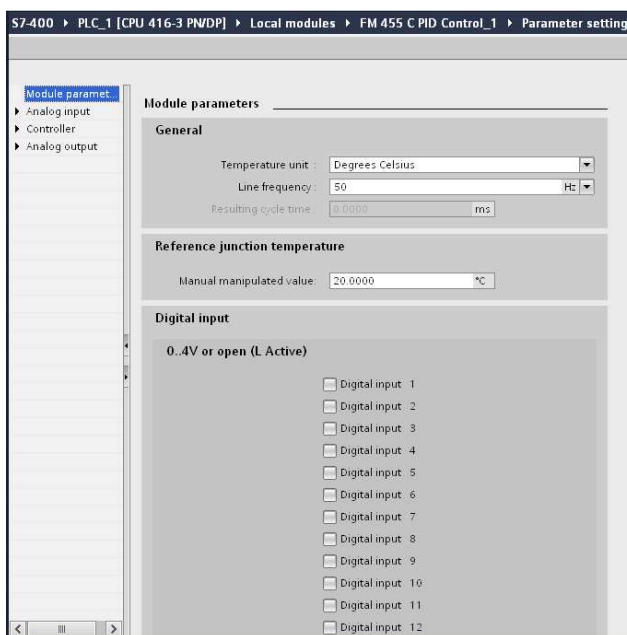 S7-400 ▸ PLC_1 [CPU 416-3 PN/DP] ▸ Local modules ▸ FM 455 C PID Control_1 ▸ Parameter setting
Module paramet...
Analog input
Controller
Analog output
Module parameters
General
Temperature unit : Degrees Celsius
Line frequency : 50 Hz
Resulting cycle time : 0.0000 ms
Reference junction temperature
Manual manipulated value: 20.0000 °C
Digital input
0..4V or open (L Active)
Digital input 1
Digital input 2
Digital input 3
Digital input 4
Digital input 5
Digital input 6
Digital input 7
Digital input 8
Digital input 9
Digital input 10
Digital input 11
Digital input 12